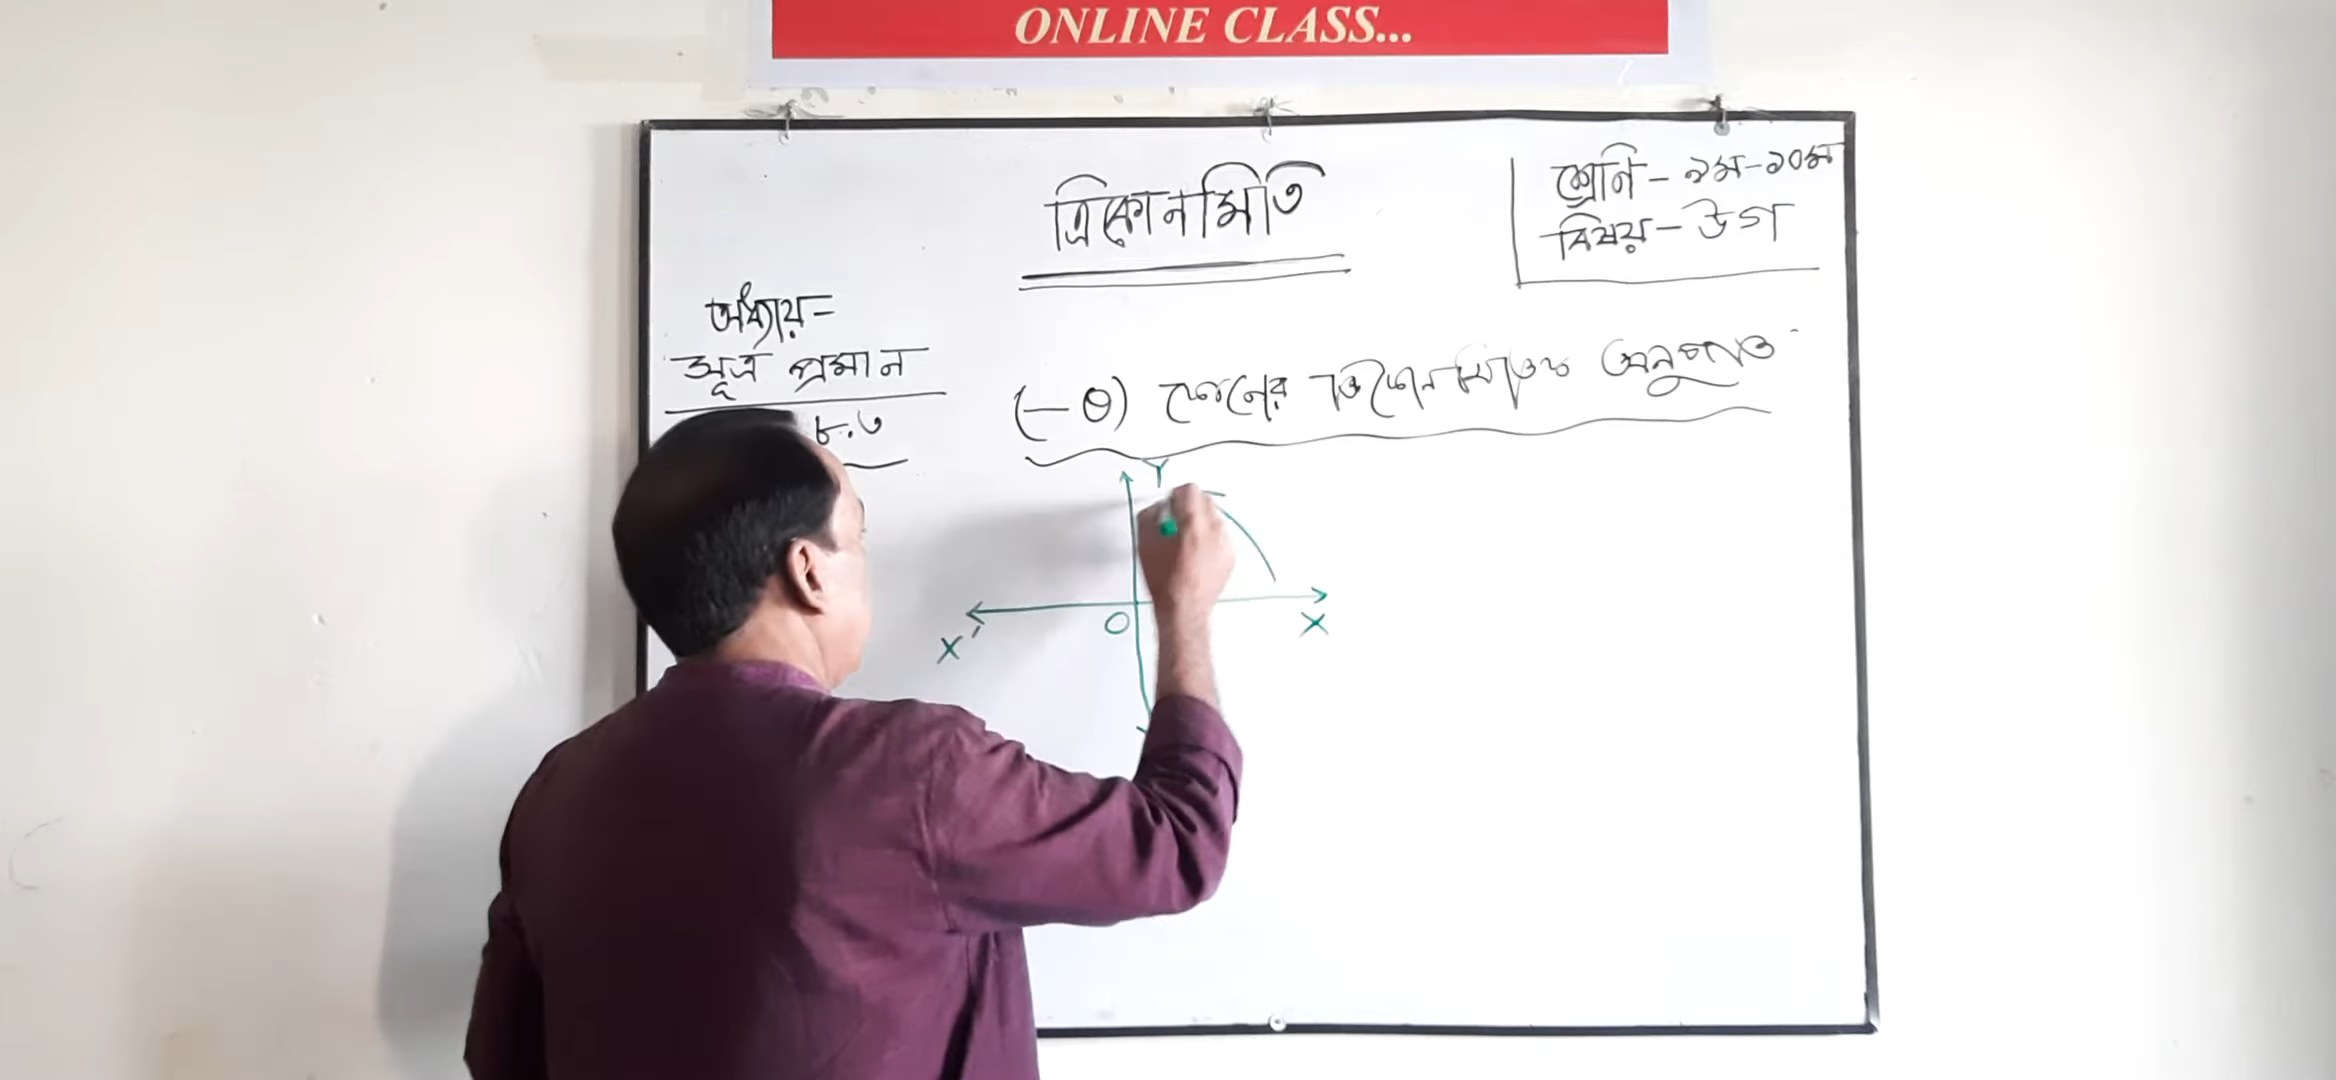 ONLINE CLASS...
ত্রিকোনমিতি
শ্রেনি - ৯ম-১০ম
বিষয় - উগ
অধ্যায় -
সূত্র প্রমান
৮.৩
(-θ) কোনের ত্রিকোনমিতিক অনুপাত
Y
O
X
X′